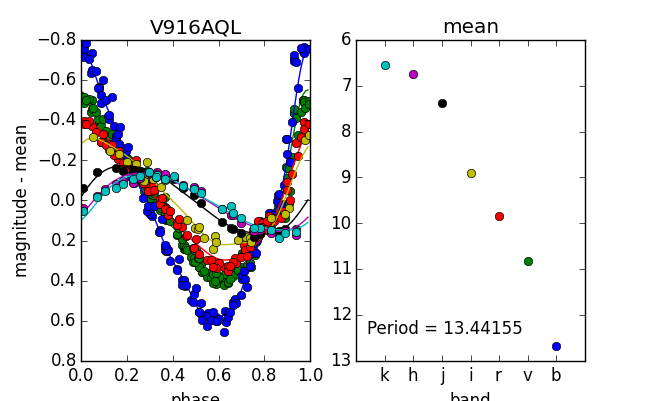 V916AQL
mean
magnitude - mean
−0.8
−0.6
−0.4
−0.2
0.0
0.2
0.4
0.6
0.8
0.0 0.2 0.4 0.6 0.8 1.0
phase
6
7
8
9
10
11
12
13
Period = 13.44155
k h j i r v b
band